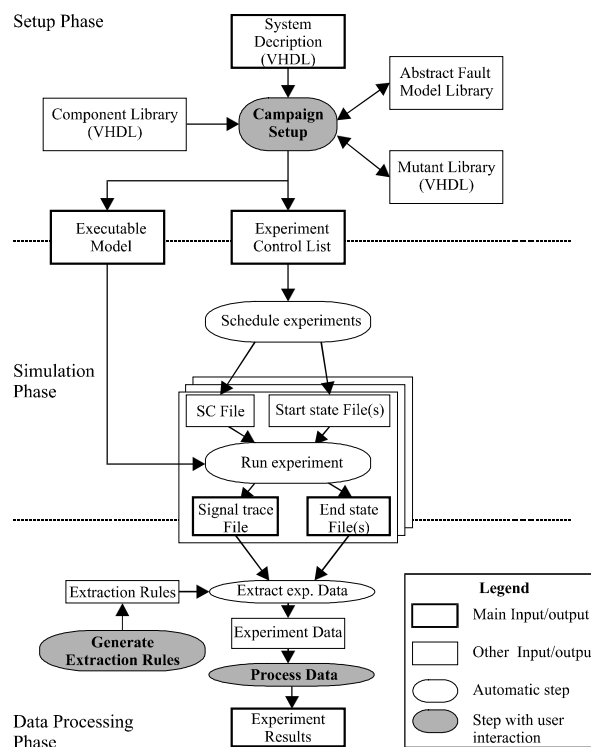 Setup Phase
System
Decription
(VHDL)
Abstract Fault
Model Library
Component Library
(VHDL)
Campaign
Setup
Mutant Library
(VHDL)
Executable
Model
Experiment
Control List
Schedule experiments
Simulation
Phase
SC File
Start state File(s)
Run experiment
Signal trace
File
End state
File(s)
Extraction Rules
Extract exp. Data
Generate
Extraction Rules
Experiment Data
Process Data
Experiment
Results
Data Processing
Phase
Legend
Main Input/output
Other Input/output
Automatic step
Step with user
interaction